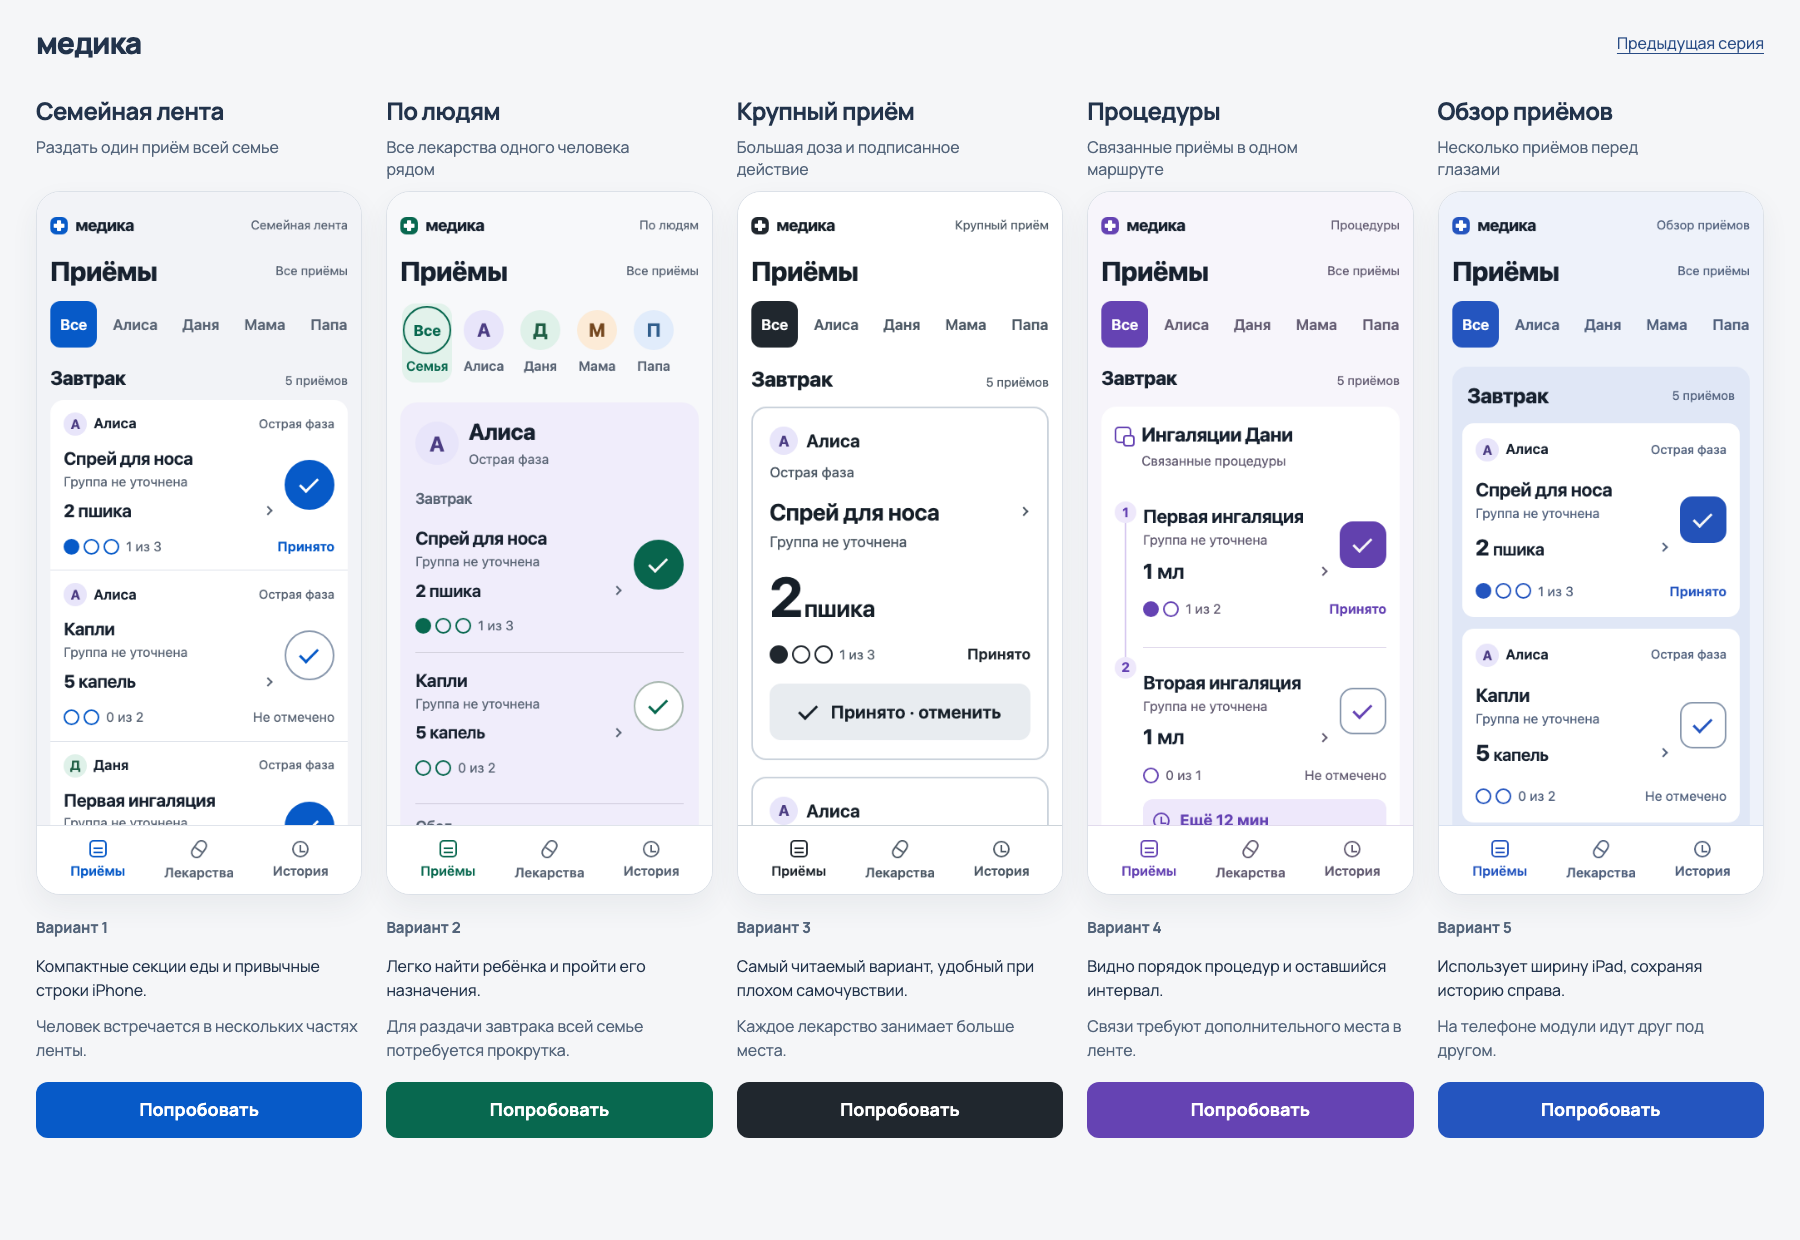 медика
Предыдущая серия
Семейная лента
Раздать один приём всей семье
медика
Семейная лента
Приёмы
Все приёмы
Все
Алиса
Даня
Мама
Папа
Завтрак
5 приёмов
А
Алиса
Острая фаза
Спрей для носа
Группа не уточнена
2 пшика
1 из 3
Принято
А
Алиса
Острая фаза
Капли
Группа не уточнена
5 капель
0 из 2
Не отмечено
Д
Даня
Острая фаза
Первая ингаляция
Группа не уточнена
Приёмы
Лекарства
История
Вариант 1
Компактные секции еды и привычные
строки iPhone.
Человек встречается в нескольких частях
ленты.
Попробовать
По людям
Все лекарства одного человека
рядом
медика
По людям
Приёмы
Все приёмы
Все
А
Д
М
П
Семья
Алиса
Даня
Мама
Папа
А
Алиса
Острая фаза
Завтрак
Спрей для носа
Группа не уточнена
2 пшика
1 из 3
Капли
Группа не уточнена
5 капель
0 из 2
Обед
Приёмы
Лекарства
История
Вариант 2
Легко найти ребёнка и пройти его
назначения.
Для раздачи завтрака всей семье
потребуется прокрутка.
Попробовать
Крупный приём
Большая доза и подписанное
действие
медика
Крупный приём
Приёмы
Все
Алиса
Даня
Мама
Папа
Завтрак
5 приёмов
А
Алиса
Острая фаза
Спрей для носа
Группа не уточнена
2 пшика
1 из 3
Принято
Принято · отменить
А
Алиса
Приёмы
Лекарства
История
Вариант 3
Самый читаемый вариант, удобный при
плохом самочувствии.
Каждое лекарство занимает больше
места.
Попробовать
Процедуры
Связанные приёмы в одном
маршруте
медика
Процедуры
Приёмы
Все приёмы
Все
Алиса
Даня
Мама
Папа
Завтрак
5 приёмов
Ингаляции Дани
Связанные процедуры
1
Первая ингаляция
Группа не уточнена
1 мл
1 из 2
Принято
2
Вторая ингаляция
Группа не уточнена
1 мл
0 из 1
Не отмечено
Ещё 12 мин
Приёмы
Лекарства
История
Вариант 4
Видно порядок процедур и оставшийся
интервал.
Связи требуют дополнительного места в
ленте.
Попробовать
Обзор приёмов
Несколько приёмов перед
глазами
медика
Обзор приёмов
Приёмы
Все приёмы
Все
Алиса
Даня
Мама
Папа
Завтрак
5 приёмов
А
Алиса
Острая фаза
Спрей для носа
Группа не уточнена
2 пшика
1 из 3
Принято
А
Алиса
Острая фаза
Капли
Группа не уточнена
5 капель
0 из 2
Не отмечено
Приёмы
Лекарства
История
Вариант 5
Использует ширину iPad, сохраняя
историю справа.
На телефоне модули идут друг под
другом.
Попробовать